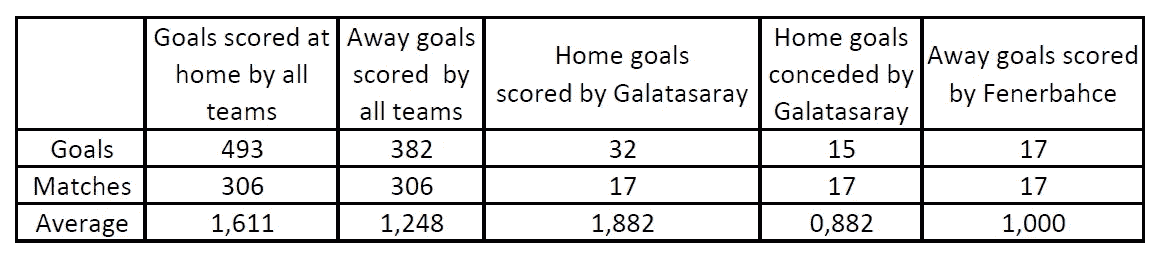 Goals scored at home by all teams
Away goals scored by all teams
Home goals scored by Galatasaray
Home goals conceded by Galatasaray
Away goals scored by Fenerbahce
Goals 493 382 32 15 17
Matches 306 306 17 17 17
Average 1,611 1,248 1,882 0,882 1,000